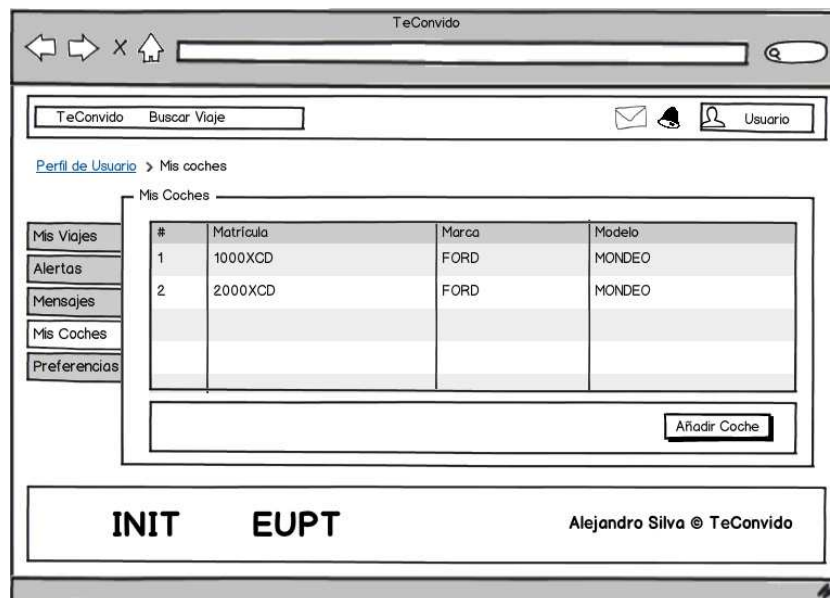 TeConvido
TeConvido Buscar Viaje Usuario
Perfil de Usuario > Mis coches
Mis Coches
Mis Viajes
Alertas
Mensajes
Mis Coches
Preferencias
# Matrícula Marca Modelo
1 1000XCD FORD MONDEO
2 2000XCD FORD MONDEO
Añadir Coche
INIT EUPT Alejandro Silva © TeConvido